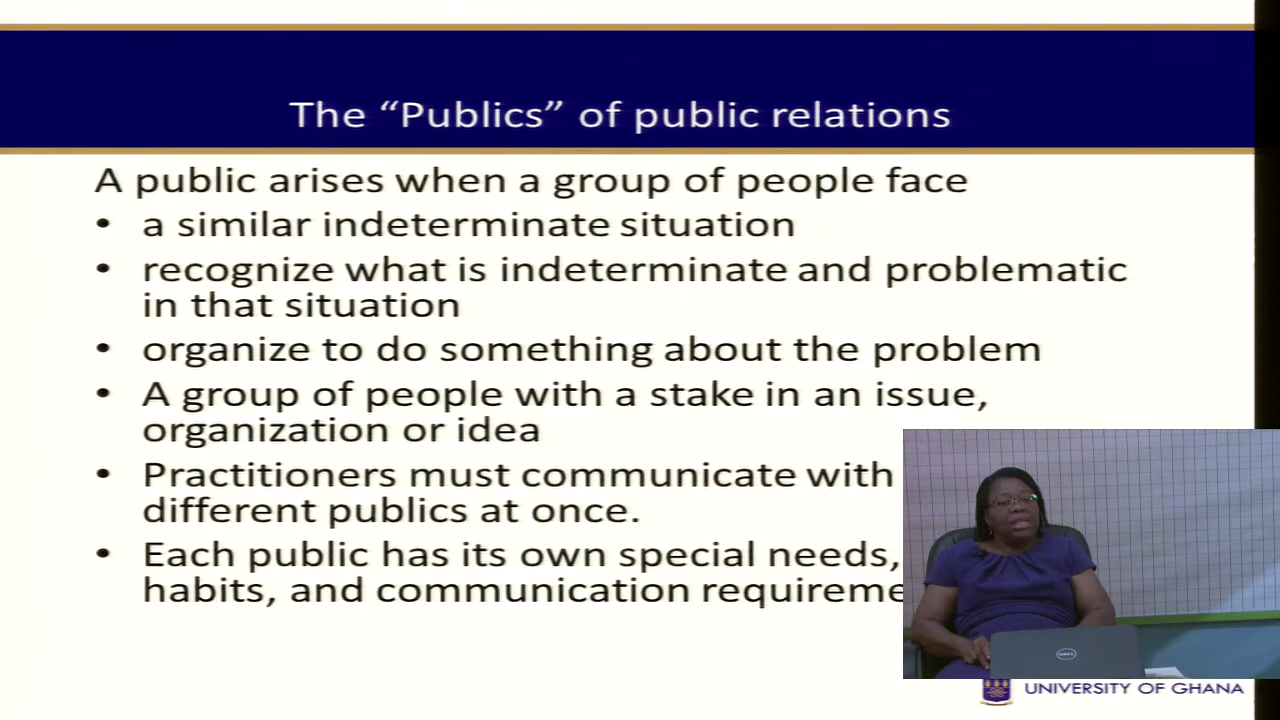 The “Publics” of public relations
A public arises when a group of people face
• a similar indeterminate situation
• recognize what is indeterminate and problematic
in that situation
• organize to do something about the problem
• A group of people with a stake in an issue,
organization or idea
• Practitioners must communicate with
different publics at once.
• Each public has its own special needs,
habits, and communication requireme
DELL
UNIVERSITY OF GHANA